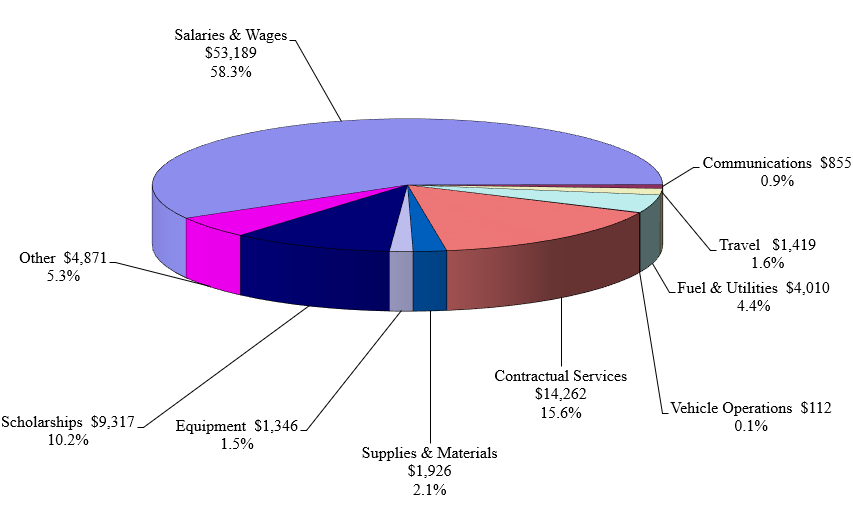 Salaries & Wages
$53,189
58.3%
Communications $855
0.9%
Travel $1,419
1.6%
Fuel & Utilities $4,010
4.4%
Vehicle Operations $112
0.1%
Contractual Services
$14,262
15.6%
Supplies & Materials
$1,926
2.1%
Equipment $1,346
1.5%
Scholarships $9,317
10.2%
Other $4,871
5.3%